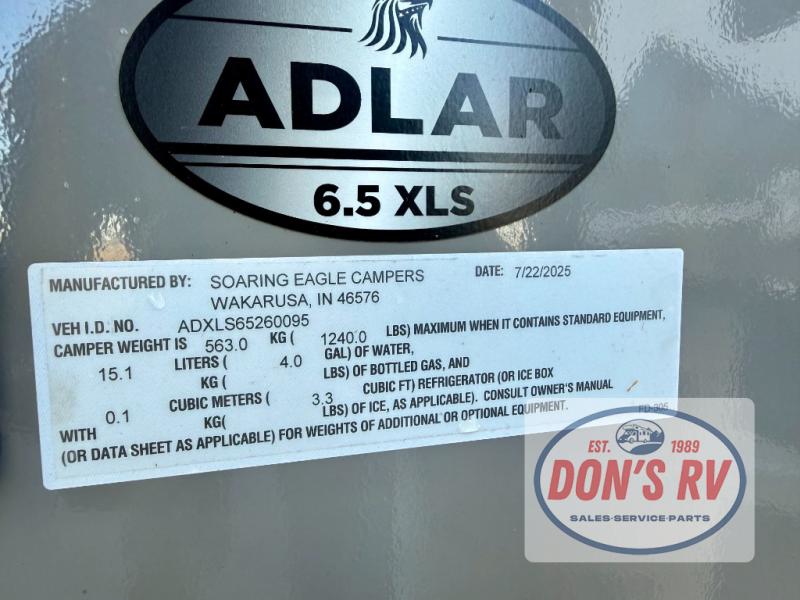 ADLAR
6.5 XLS
MANUFACTURED BY: SOARING EAGLE CAMPERS DATE: 7/22/2025
WAKARUSA, IN 46576
VEH I.D. NO. ADXLS65260095
CAMPER WEIGHT IS 563.0 KG ( 1240.0 LBS) MAXIMUM WHEN IT CONTAINS STANDARD EQUIPMENT,
15.1 LITERS ( 4.0 GAL) OF WATER,
KG ( LBS) OF BOTTLED GAS, AND
0.1 CUBIC METERS ( 3.3 CUBIC FT) REFRIGERATOR (OR ICE BOX
WITH KG( LBS) OF ICE, AS APPLICABLE). CONSULT OWNER'S MANUAL
(OR DATA SHEET AS APPLICABLE) FOR WEIGHTS OF ADDITIONAL OR OPTIONAL EQUIPMENT.
FD-305
EST. 1989
DON'S RV
SALES-SERVICE-PARTS